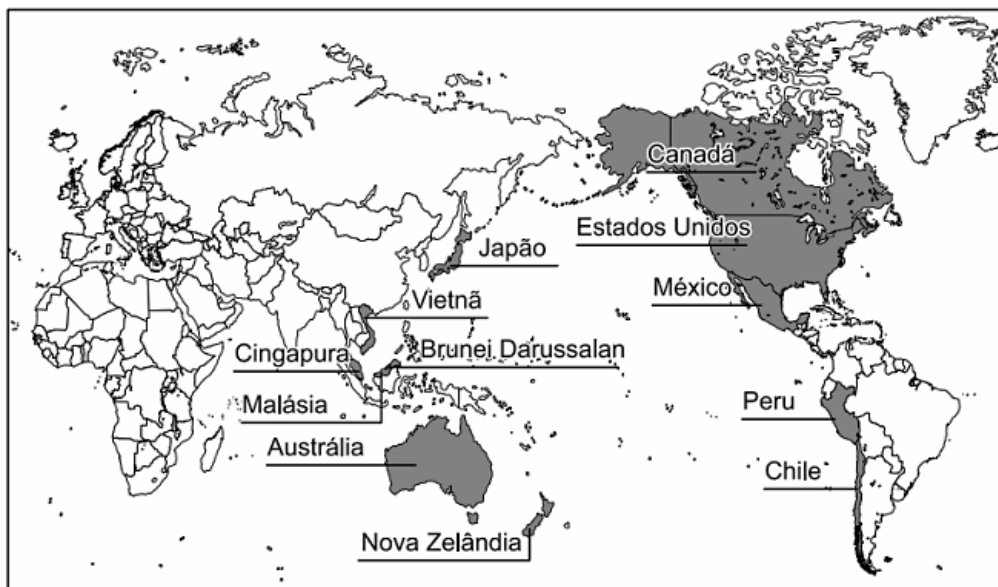 Canadá
Estados Unidos
Japão
México
Vietnã
Cingapura
Brunei Darussalan
Malásia
Peru
Austrália
Chile
Nova Zelândia